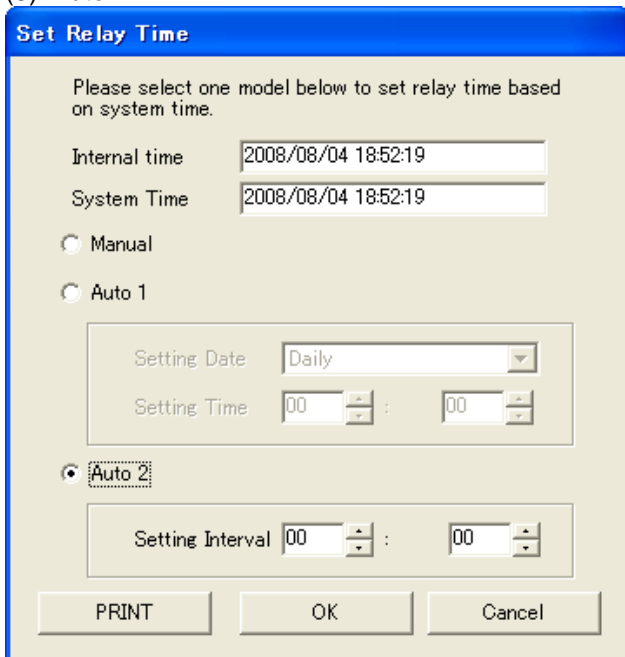 Set Relay Time
Please select one model below to set relay time based
on system time.
Internal time 2008/08/04 18:52:19
System Time 2008/08/04 18:52:19
Manual
Auto 1
Setting Date Daily
Setting Time 00 : 00
Auto 2
Setting Interval 00 : 00
PRINT OK Cancel